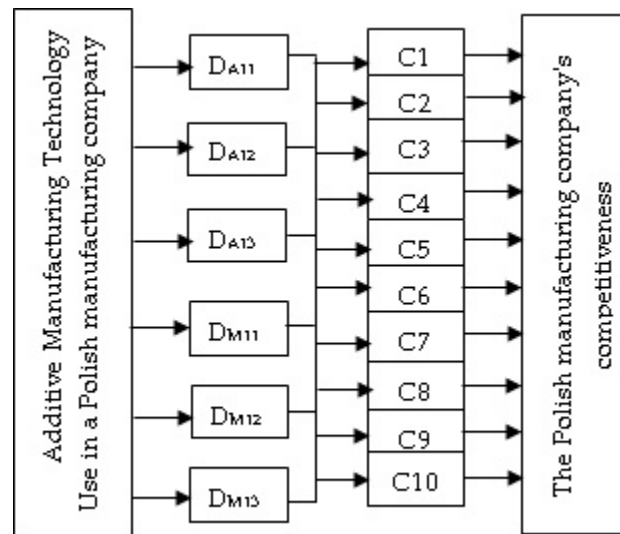 Additive Manufacturing Technology
Use in a Polish manufacturing company
DA11
DA12
DA13
DM11
DM12
DM13
C1
C2
C3
C4
C5
C6
C7
C8
C9
C10
The Polish manufacturing company's
competitiveness